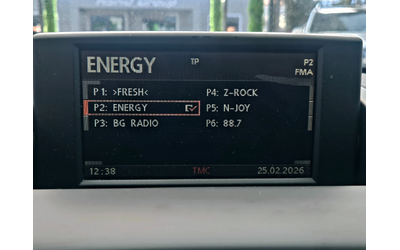 ENERGY TP P2
FMA
P1: >FRESH< P4: Z-ROCK
P2: ENERGY P5: N-JOY
P3: BG RADIO P6: 88.7
12:38 TMC 25.02.2026